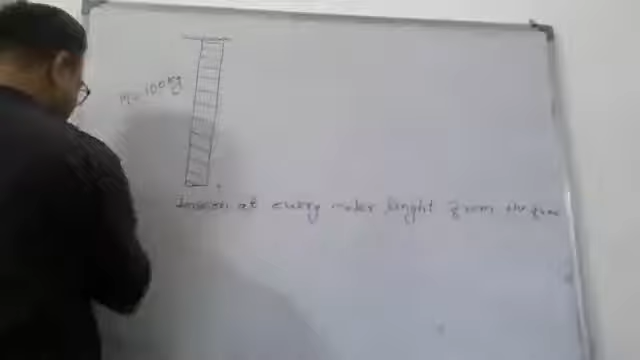 M = 100 kg
tension at every meter lenght from the free